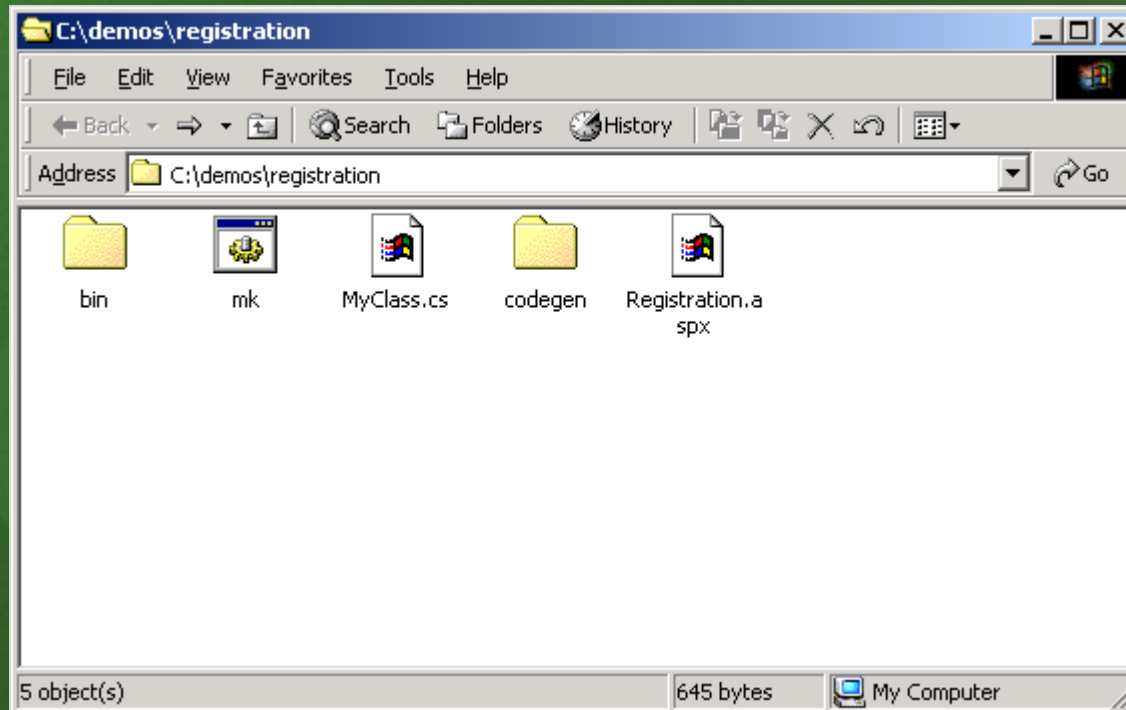 C:\demos\registration
File Edit View Favorites Tools Help
Back Search Folders History
Address C:\demos\registration Go
bin mk MyClass.cs codegen Registration.a
spx
5 object(s) 645 bytes My Computer